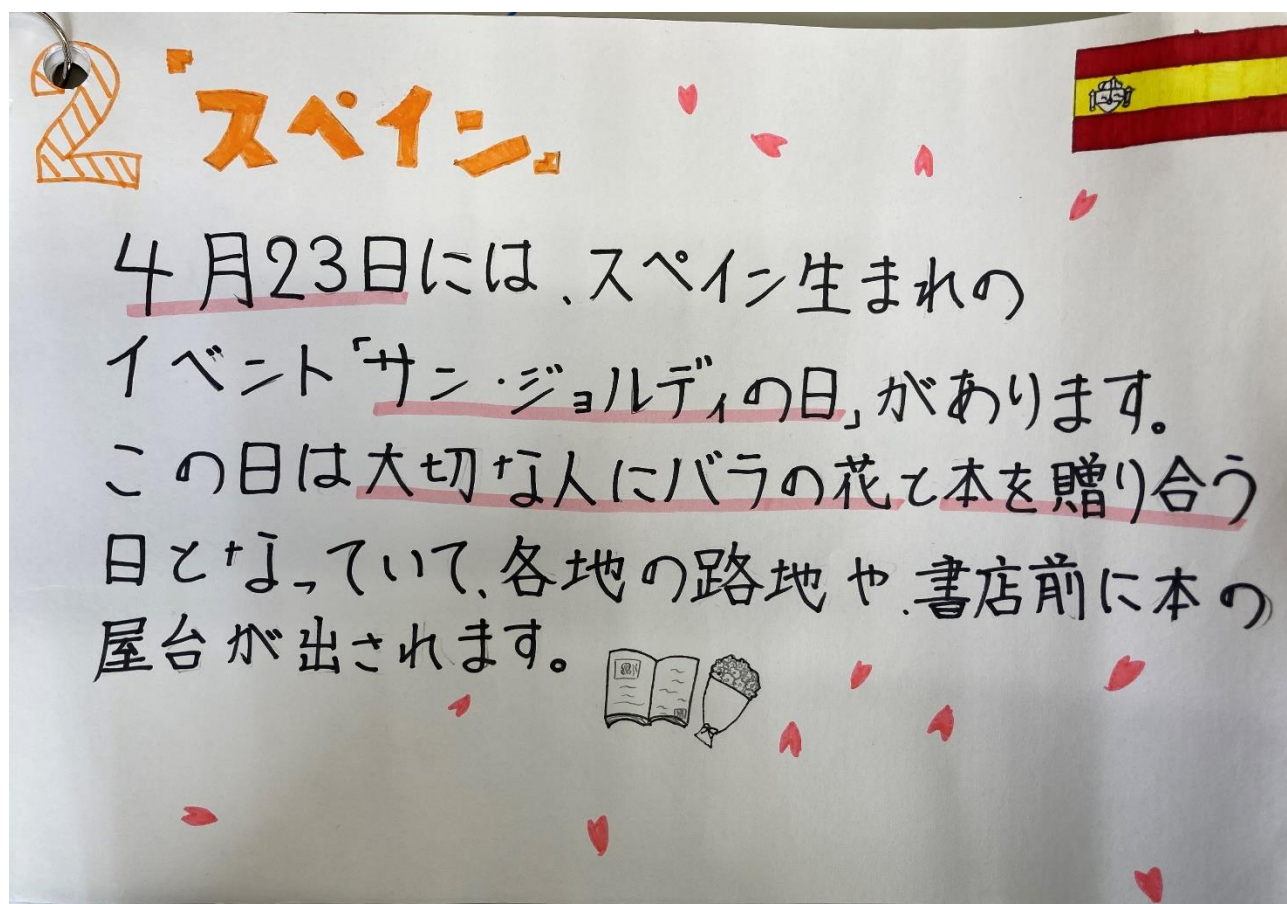 2 『スペイン』
4月23日には、スペイン生まれの
イベント「サン・ジョルディの日」があります。
この日は大切な人にバラの花と本を贈り合う
日となっていて、各地の路地や、書店前に本の
屋台が出されます。